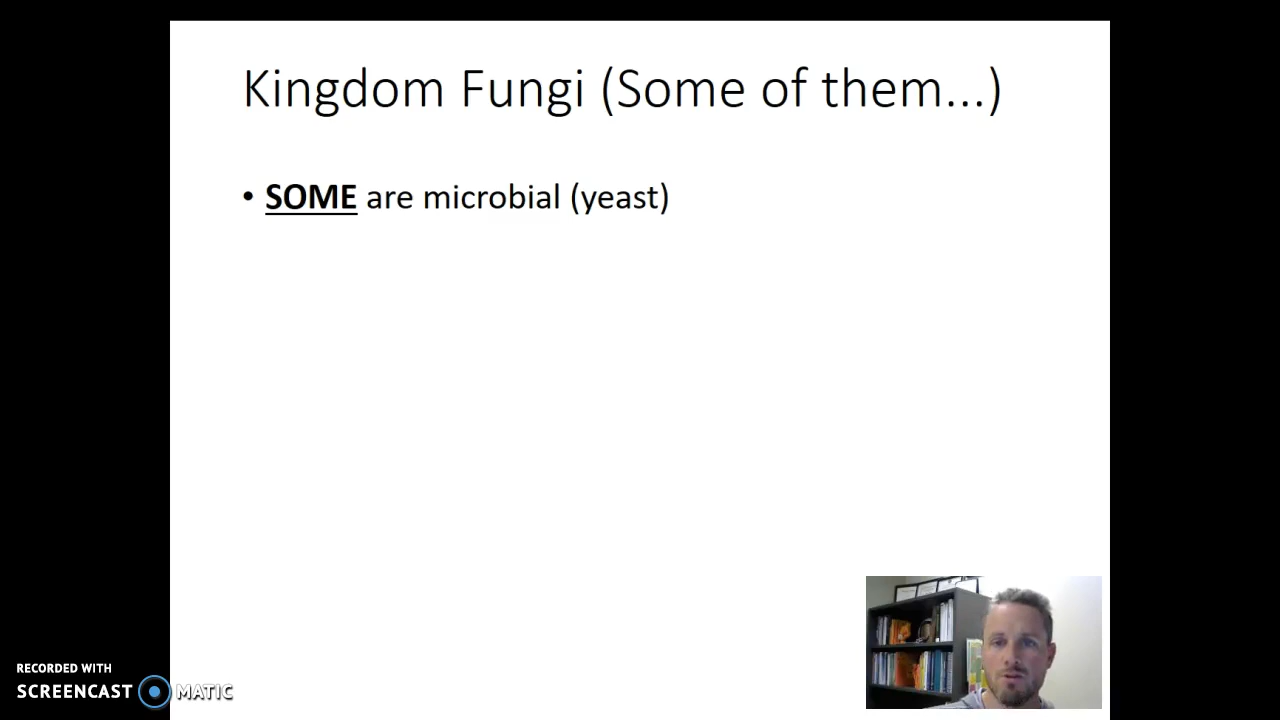 Kingdom Fungi (Some of them...)
• SOME are microbial (yeast)
RECORDED WITH
SCREENCAST MATIC